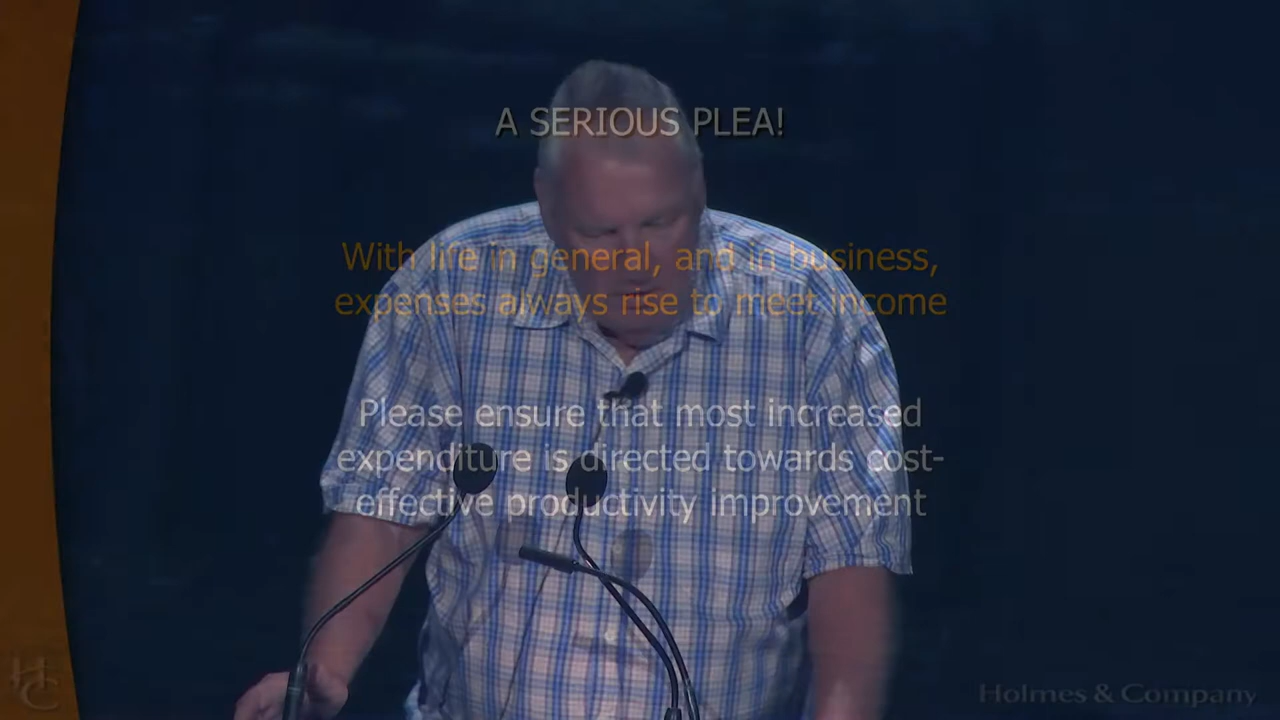 A SERIOUS PLEA!
With life in general, and in business,
expenses always rise to meet income
Please ensure that most increased
expenditure is directed towards cost-
effective productivity improvement
HC
Holmes & Company